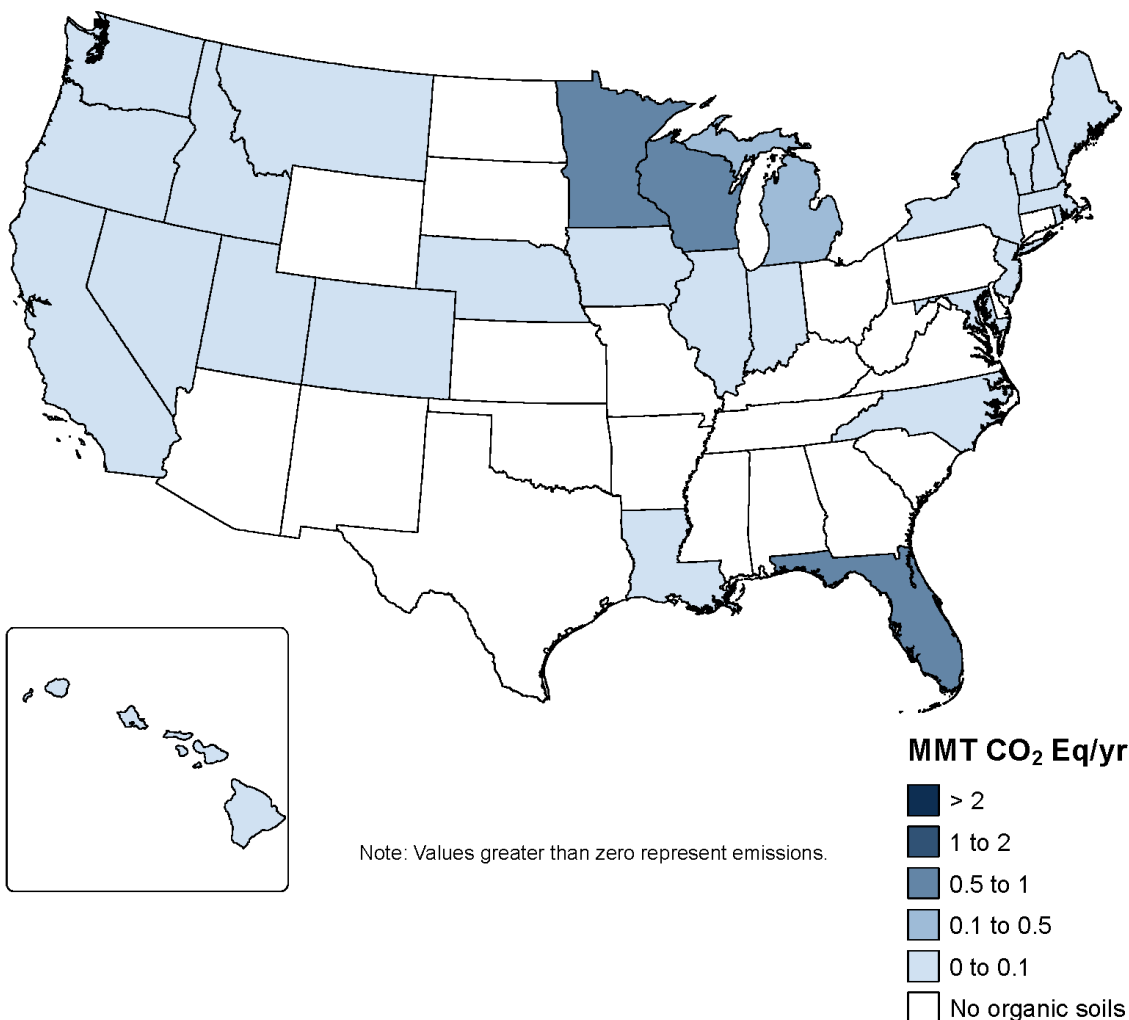 MMT CO₂ Eq/yr
> 2
1 to 2
0.5 to 1
0.1 to 0.5
0 to 0.1
No organic soils
Note: Values greater than zero represent emissions.